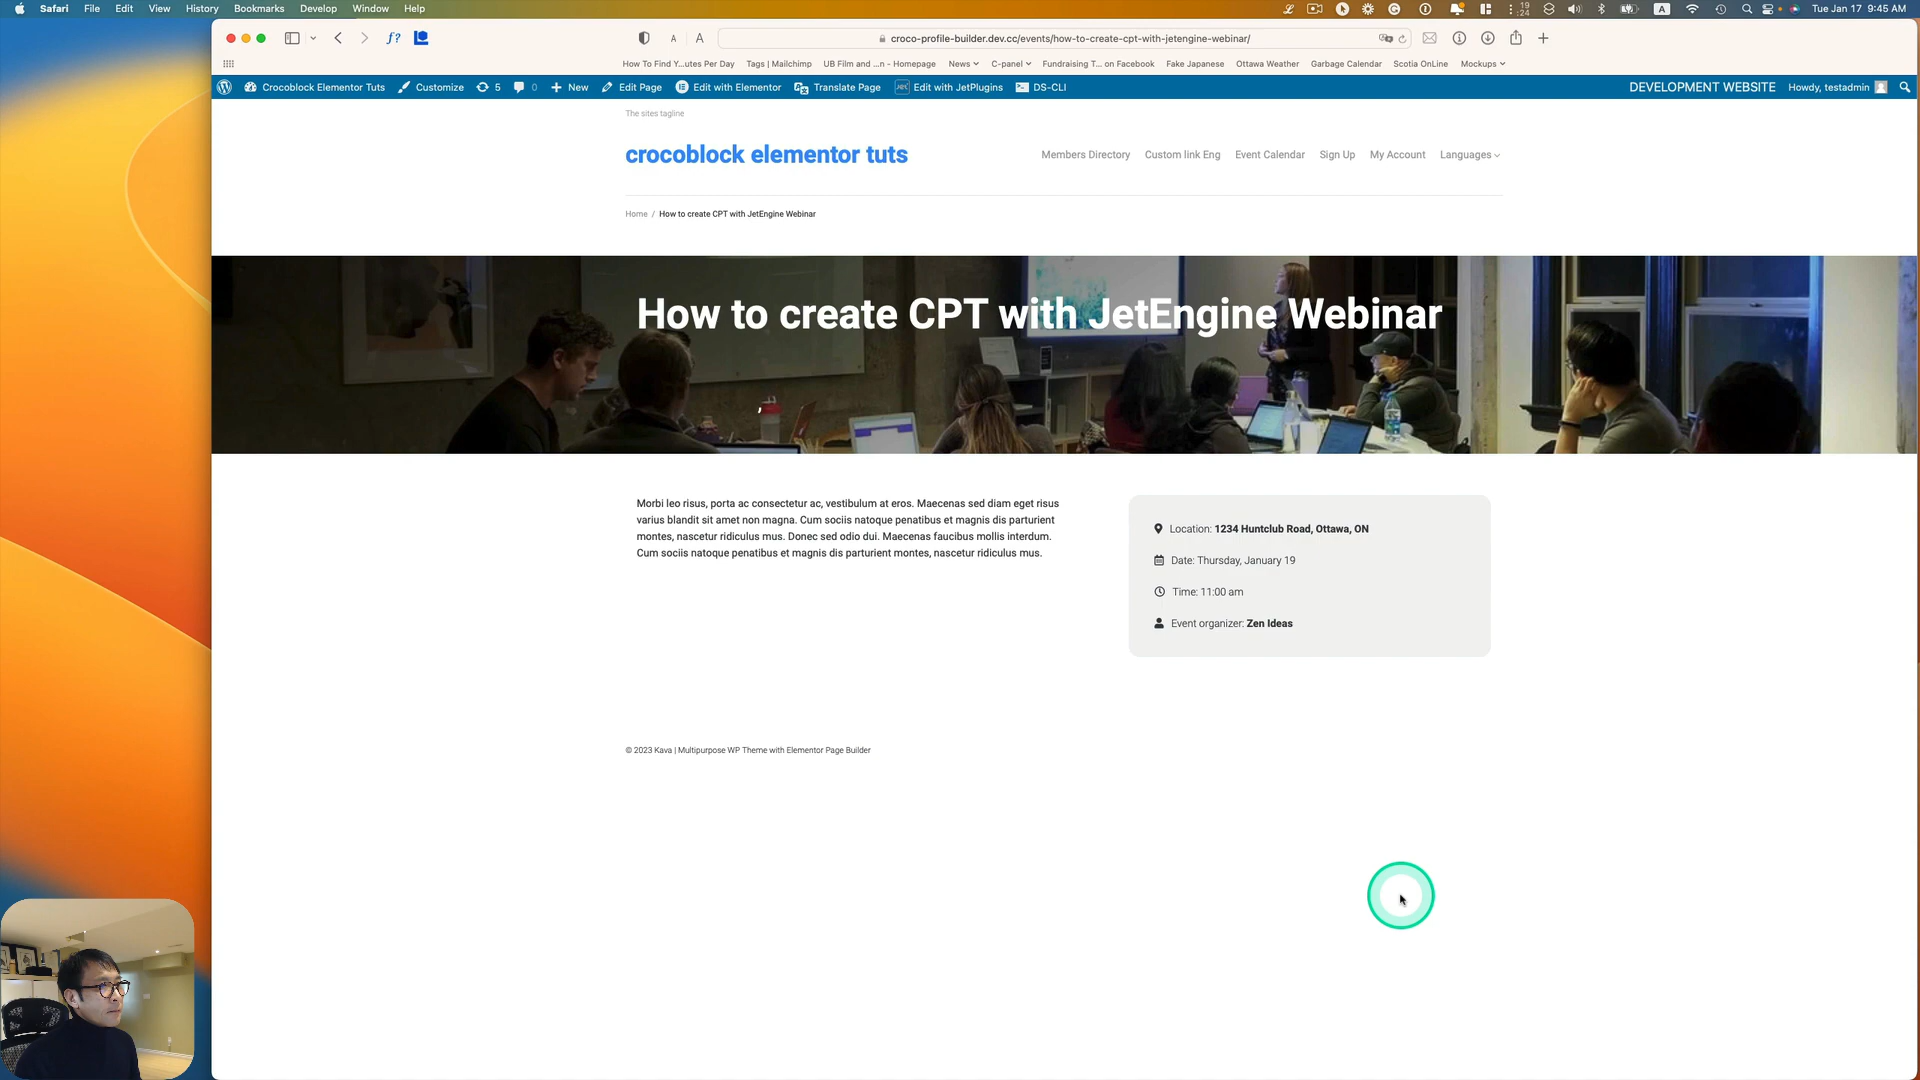 Safari File Edit View History Bookmarks Develop Window Help
19
:24
A
Tue Jan 17 9:45 AM
f?
A A
croco-profile-builder.dev.cc/events/how-to-create-cpt-with-jetengine-webinar/
How To Find Y...utes Per Day Tags | Mailchimp UB Film and ...n - Homepage News C-panel Fundraising T... on Facebook Fake Japanese Ottawa Weather Garbage Calendar Scotia OnLine Mockups
Crocoblock Elementor Tuts Customize 5 0 New Edit Page Edit with Elementor Translate Page Edit with JetPlugins DS-CLI DEVELOPMENT WEBSITE Howdy, testadmin
The sites tagline
crocoblock elementor tuts
Members Directory Custom link Eng Event Calendar Sign Up My Account Languages
Home / How to create CPT with JetEngine Webinar
How to create CPT with JetEngine Webinar
,
Morbi leo risus, porta ac consectetur ac, vestibulum at eros. Maecenas sed diam eget risus
varius blandit sit amet non magna. Cum sociis natoque penatibus et magnis dis parturient
montes, nascetur ridiculus mus. Donec sed odio dui. Maecenas faucibus mollis interdum.
Cum sociis natoque penatibus et magnis dis parturient montes, nascetur ridiculus mus.
Location: 1234 Huntclub Road, Ottawa, ON
Date: Thursday, January 19
Time: 11:00 am
Event organizer: Zen Ideas
© 2023 Kava | Multipurpose WP Theme with Elementor Page Builder